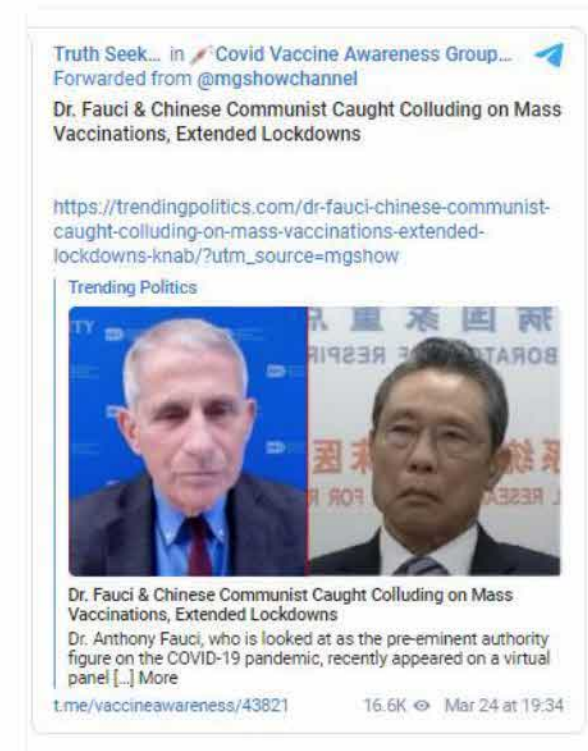 Truth Seek... in Covid Vaccine Awareness Group...
Forwarded from @mgshowchannel
Dr. Fauci & Chinese Communist Caught Colluding on Mass
Vaccinations, Extended Lockdowns
https://trendingpolitics.com/dr-fauci-chinese-communist-
caught-colluding-on-mass-vaccinations-extended-
lockdowns-knab/?utm_source=mgshow
Trending Politics
Dr. Fauci & Chinese Communist Caught Colluding on Mass
Vaccinations, Extended Lockdowns
Dr. Anthony Fauci, who is looked at as the pre-eminent authority
figure on the COVID-19 pandemic, recently appeared on a virtual
panel [...] More
t.me/vaccineawareness/43821 16.6K Mar 24 at 19:34